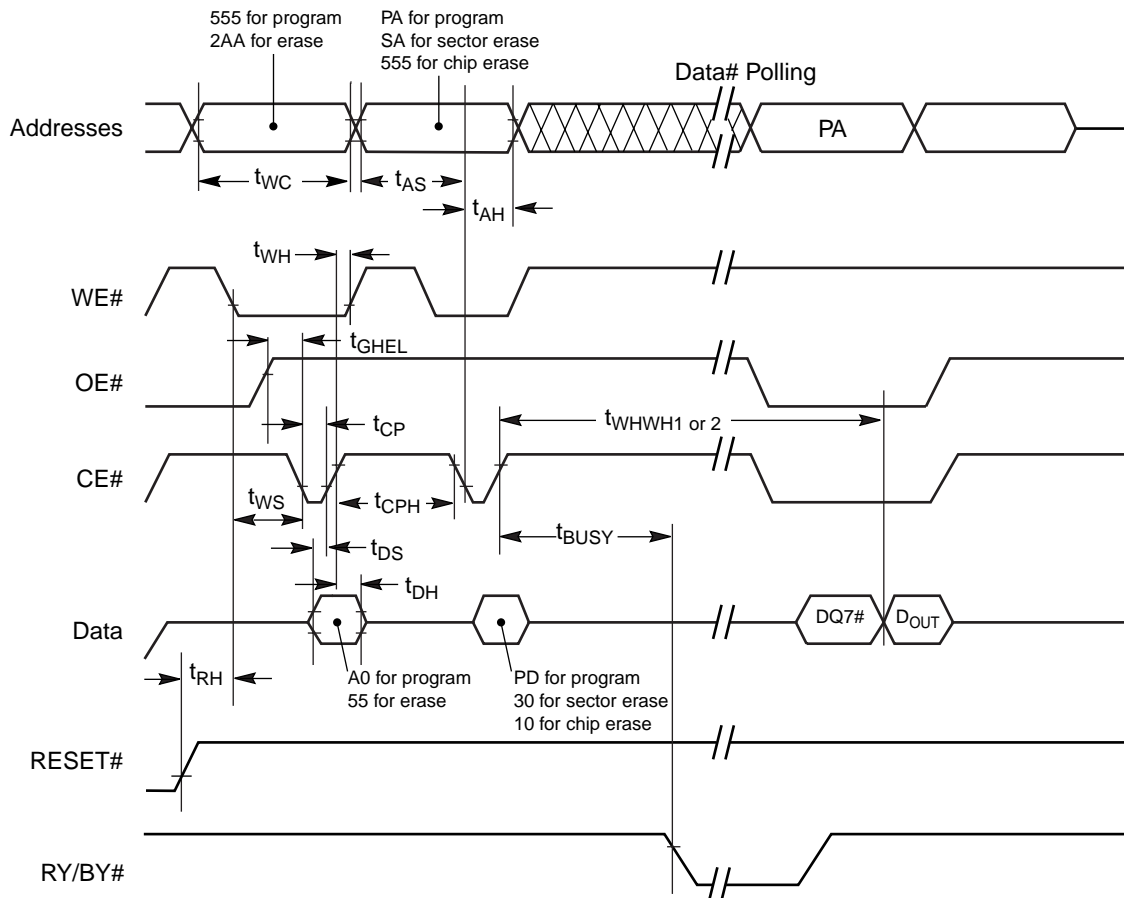 555 for program
2AA for erase
PA for program
SA for sector erase
555 for chip erase
Data# Polling
Addresses
PA
tWC
tAS
tAH
tWH
WE#
tGHEL
OE#
tWHWH1 or 2
tCP
CE#
tWS
tCPH
tBUSY
tDS
tDH
Data
DQ7#
DOUT
tRH
A0 for program
55 for erase
PD for program
30 for sector erase
10 for chip erase
RESET#
RY/BY#